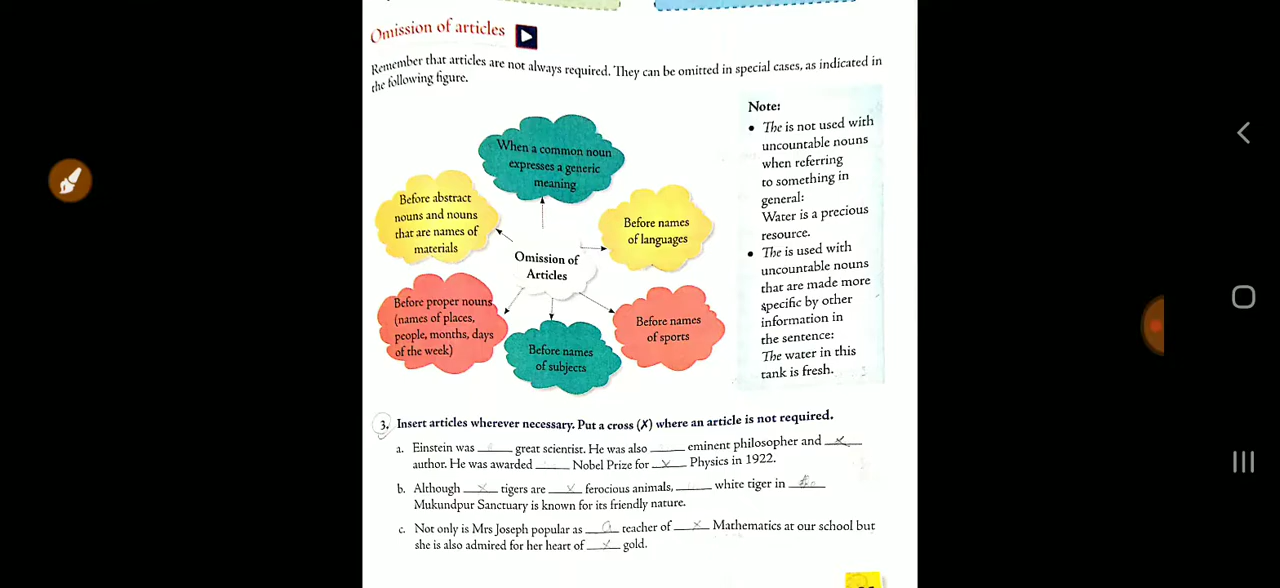 Omission of articles
Remember that articles are not always required. They can be omitted in special cases, as indicated in
the following figure.
When a common noun
expresses a generic
meaning
Before abstract
nouns and nouns
that are names of
materials
Before names
of languages
Omission of
Articles
Before proper nouns
(names of places,
people, months, days
of the week)
Before names
of subjects
Before names
of sports
Note:
• The is not used with
uncountable nouns
when referring
to something in
general:
Water is a precious
resource.
• The is used with
uncountable nouns
that are made more
specific by other
information in
the sentence:
The water in this
tank is fresh.
3. Insert articles wherever necessary. Put a cross (✗) where an article is not required.
a. Einstein was ____ great scientist. He was also ____ eminent philosopher and _x_
author. He was awarded ____ Nobel Prize for _x_ Physics in 1922.
b. Although _x_ tigers are _x_ ferocious animals, ____ white tiger in ____
Mukundpur Sanctuary is known for its friendly nature.
c. Not only is Mrs Joseph popular as _a_ teacher of _x_ Mathematics at our school but
she is also admired for her heart of _x_ gold.